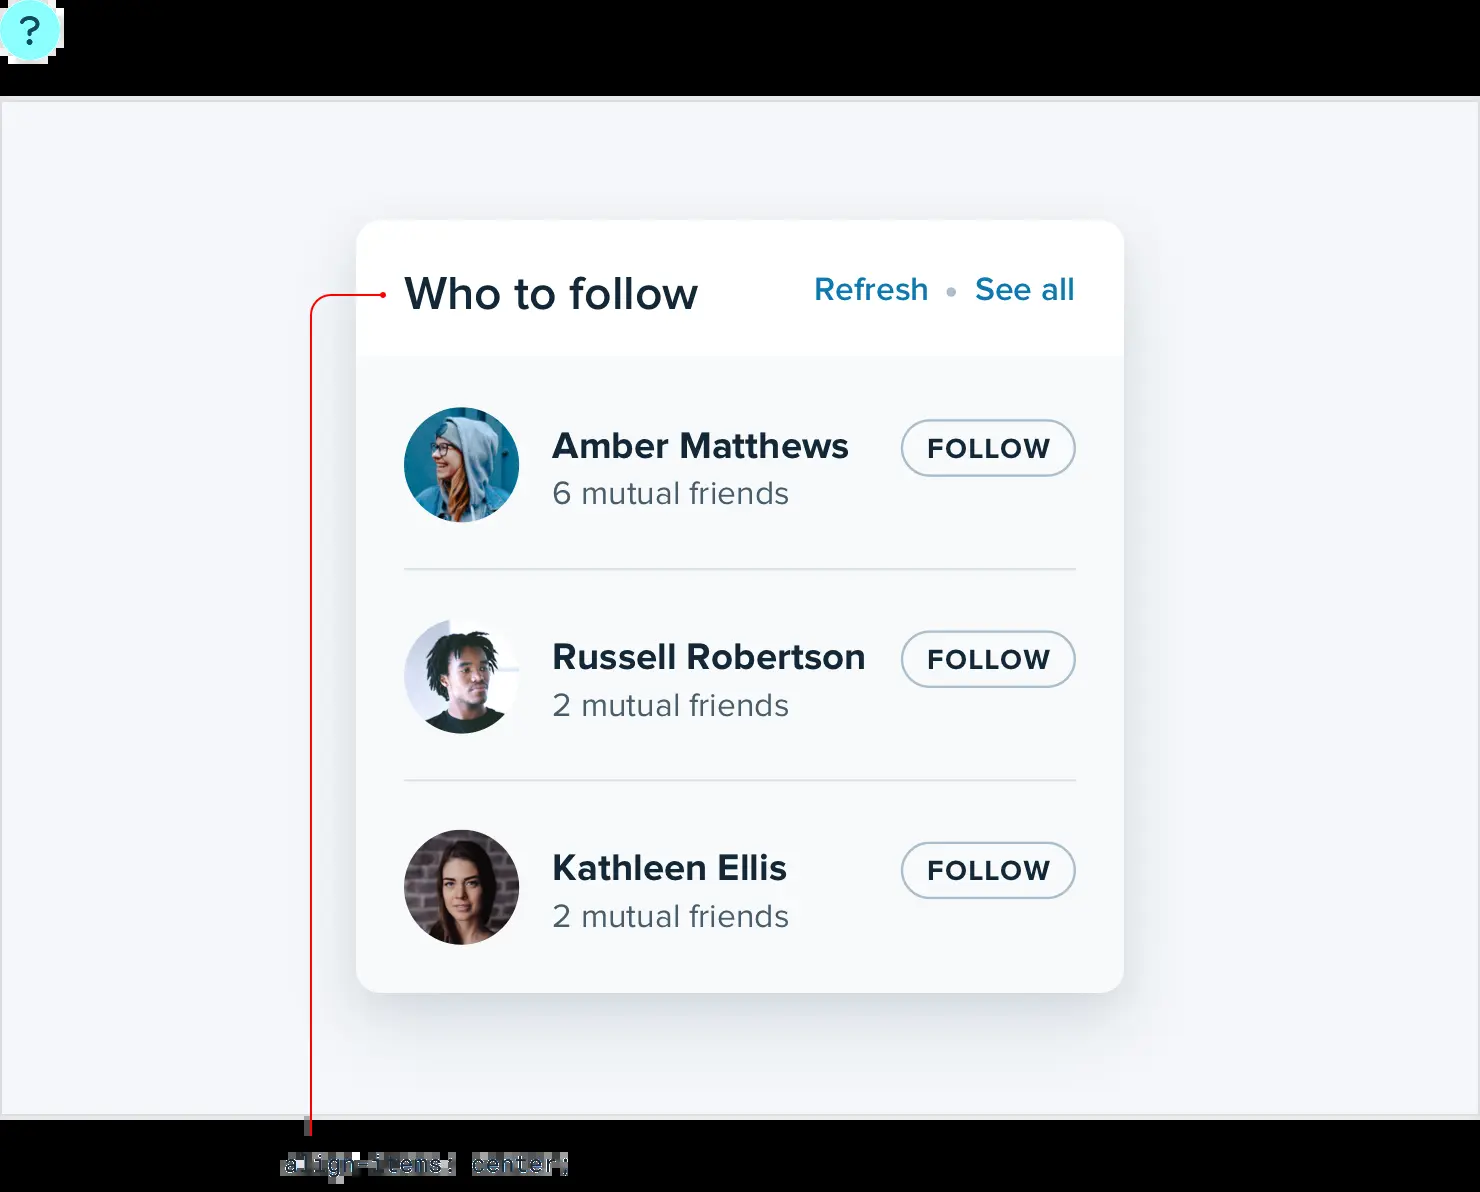 ?
Who to follow
Refresh • See all
Amber Matthews
FOLLOW
6 mutual friends
Russell Robertson
FOLLOW
2 mutual friends
Kathleen Ellis
FOLLOW
2 mutual friends
align-items: center;